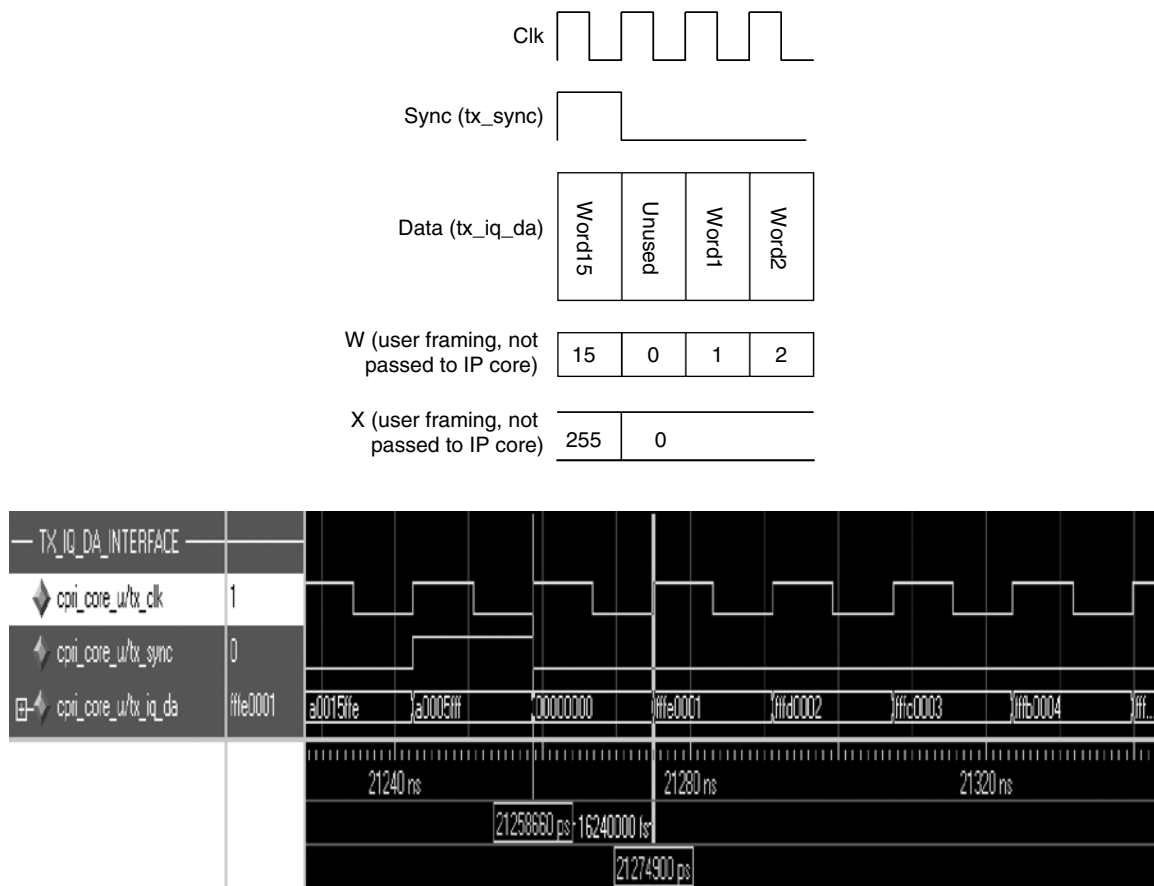 Clk
Sync (tx_sync)
Data (tx_iq_da)
Word15
Unused
Word1
Word2
W (user framing, not
passed to IP core)
15 0 1 2
X (user framing, not
passed to IP core)
255 0
TX_IQ_DA_INTERFACE
cpri_core_u/tx_clk 1
cpri_core_u/tx_sync 0
cpri_core_u/tx_iq_da fffe0001 a0015ffe a0005fff 00000000 fffe0001 fffd0002 fffc0003 fffb0004 fff...
21240 ns 21280 ns 21320 ns
21258660 ps 16240000 fs
21274900 ps